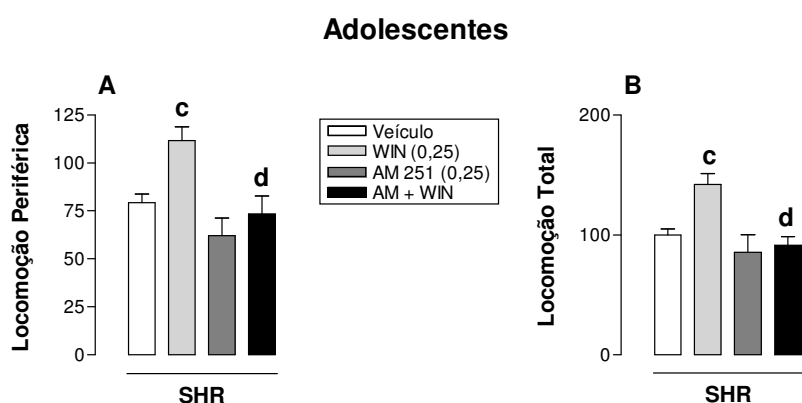 Adolescentes
A
Locomoção Periférica
125
100
75
50
25
0
c
d
SHR
Veículo
WIN (0,25)
AM 251 (0,25)
AM + WIN
B
Locomoção Total
200
100
0
c
d
SHR